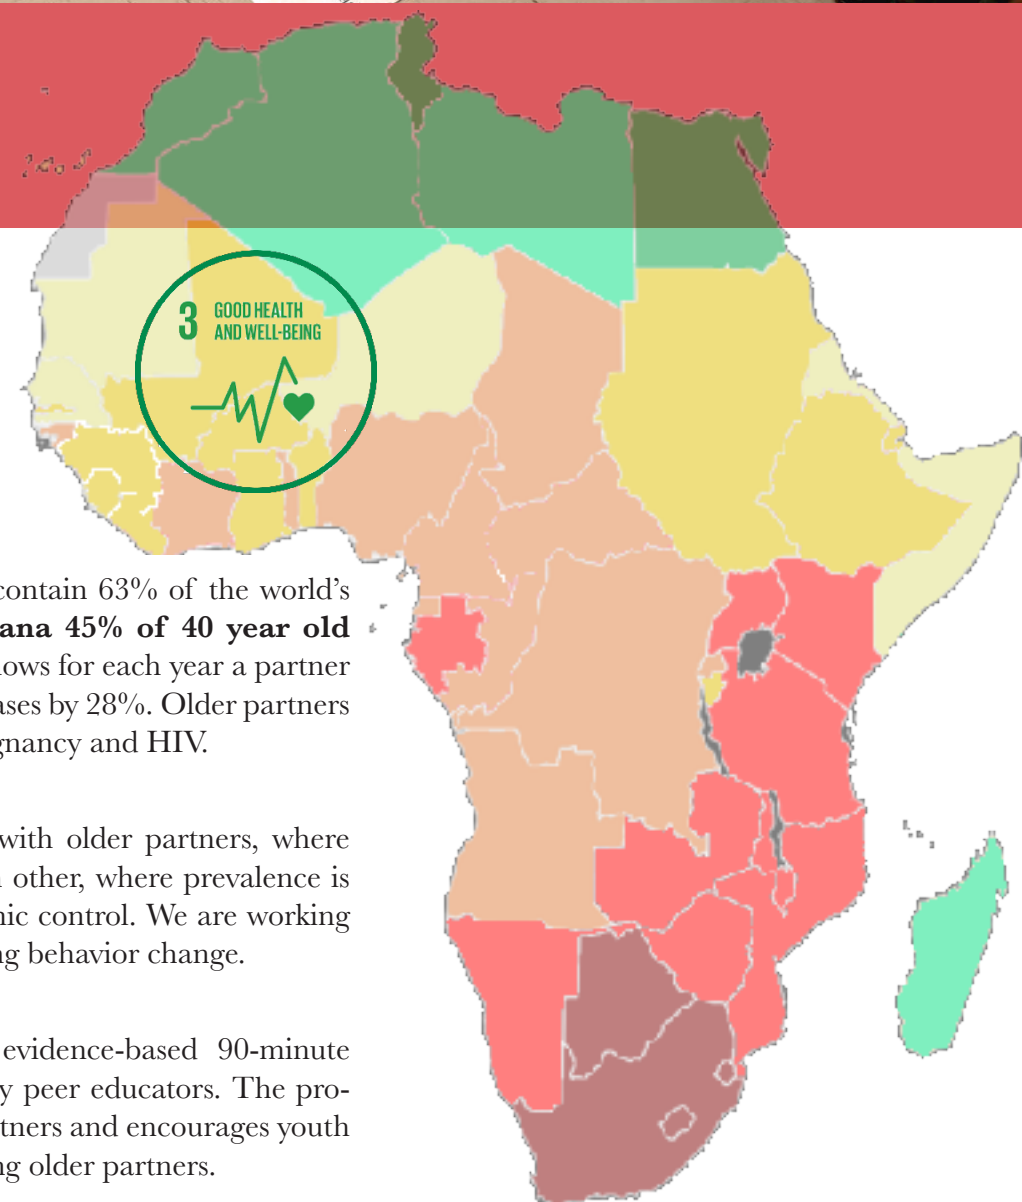 3 GOOD HEALTH
AND WELL-BEING
contain 63% of the world's
ana 45% of 40 year old
ows for each year a partner
ases by 28%. Older partners
gnancy and HIV.
with older partners, where
other, where prevalence is
ic control. We are working
ng behavior change.
evidence-based 90-minute
y peer educators. The pro-
tners and encourages youth
ng older partners.